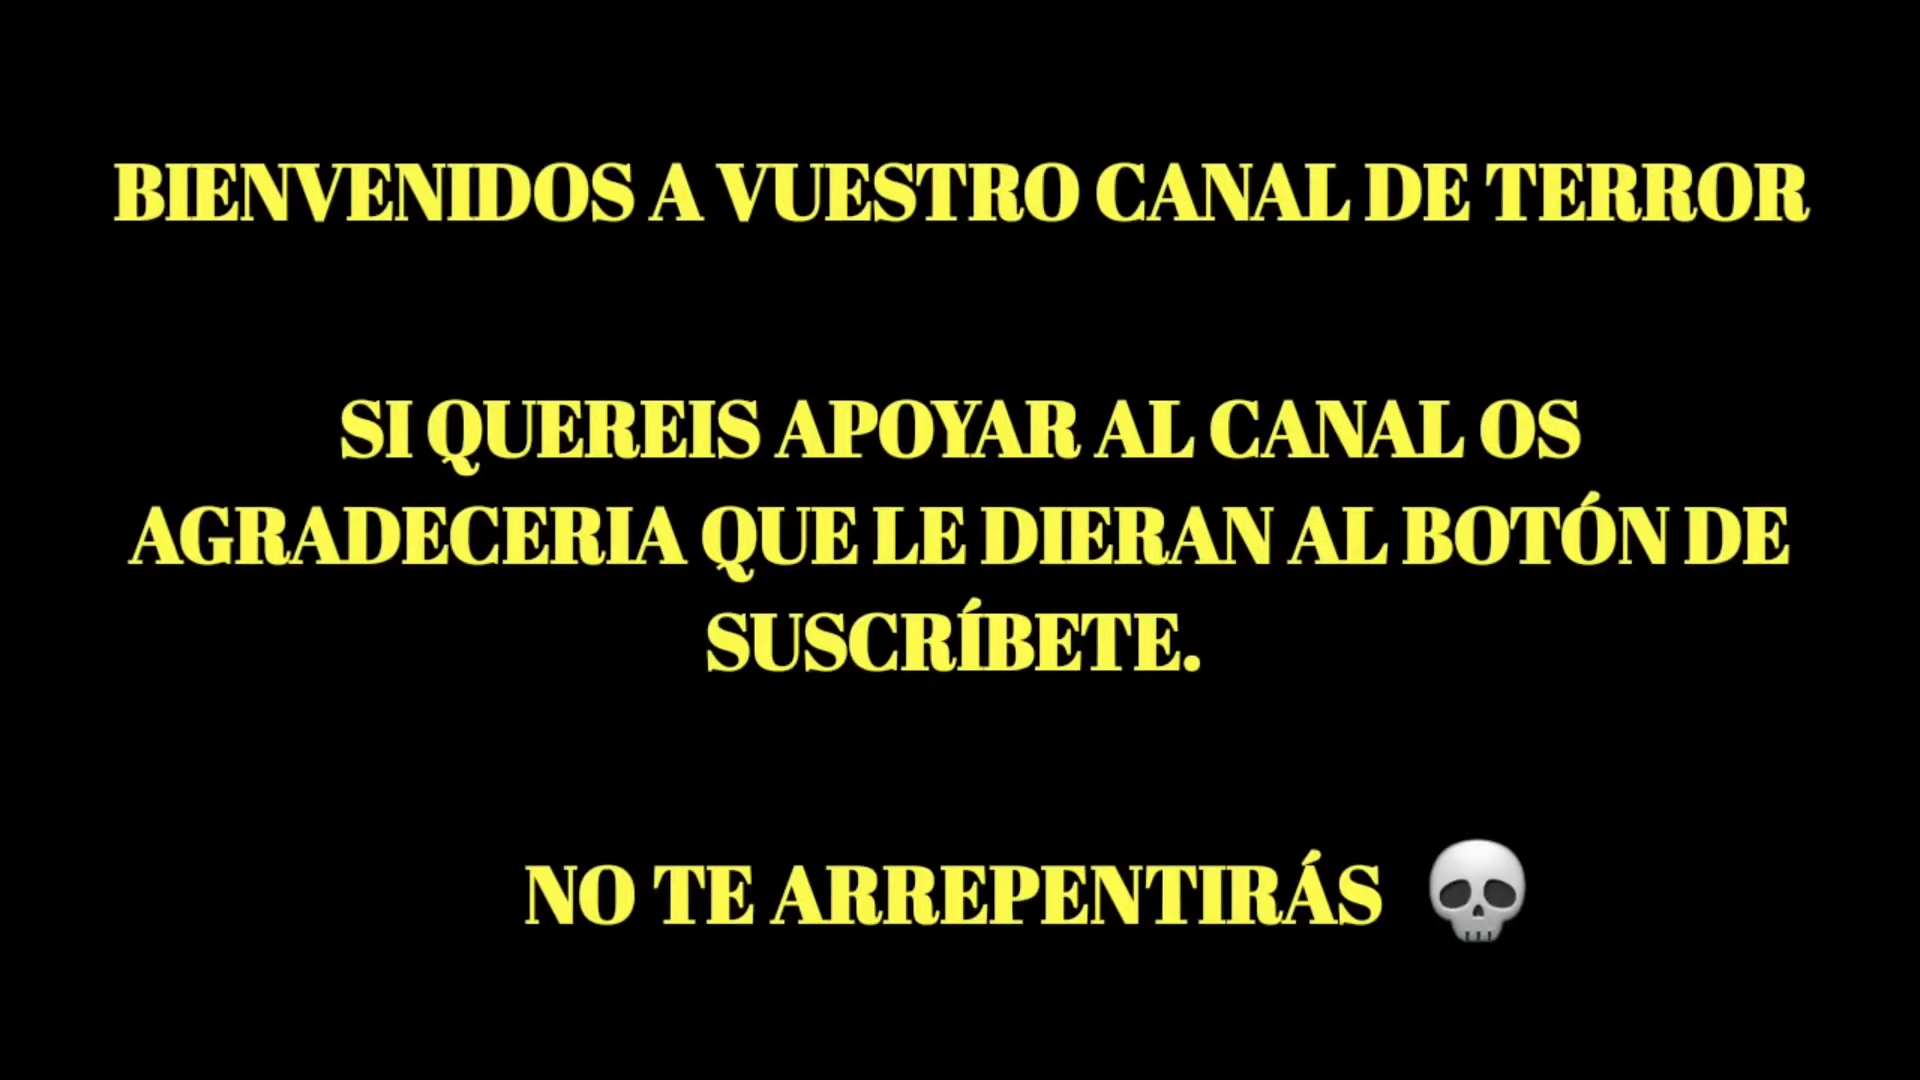 BIENVENIDOS A VUESTRO CANAL DE TERROR
SI QUEREIS APOYAR AL CANAL OS
AGRADECERIA QUE LE DIERAN AL BOTÓN DE
SUSCRÍBETE.
NO TE ARREPENTIRÁS 💀